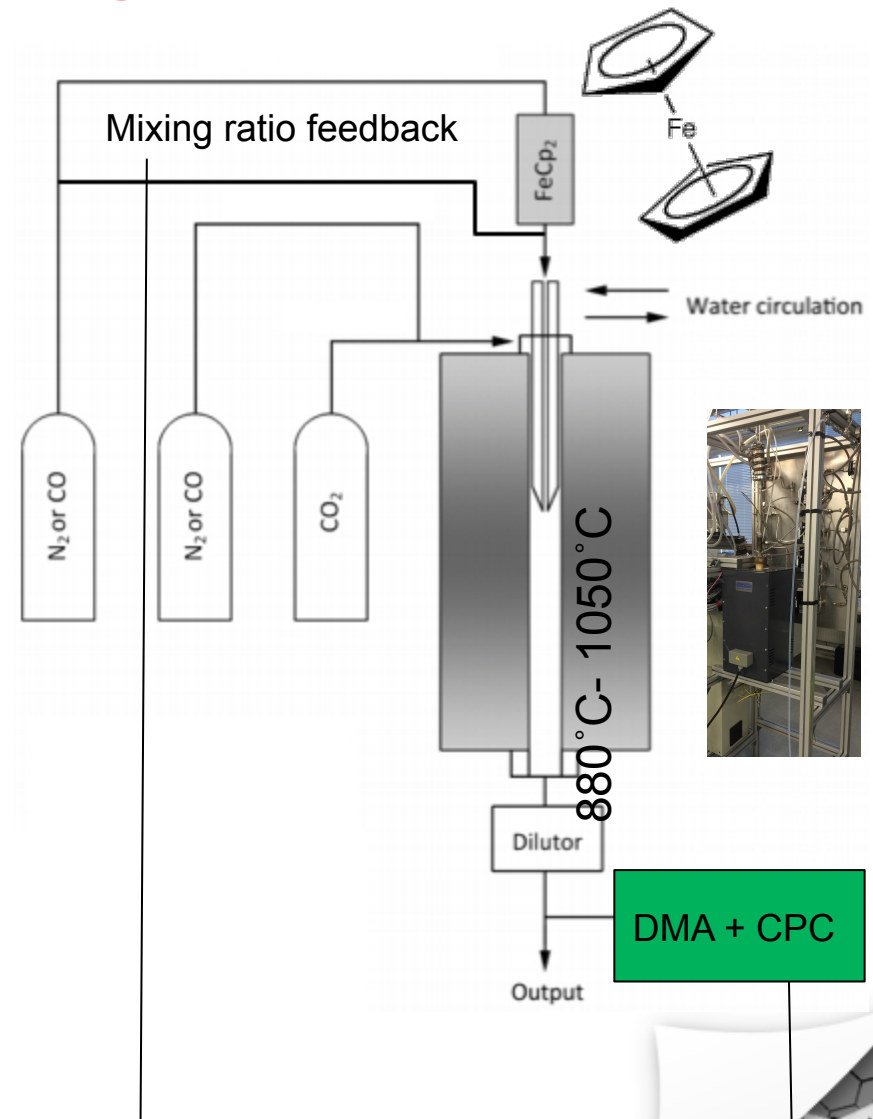 Mixing ratio feedback
FeCp₂
Fe
Water circulation
N₂ or CO
N₂ or CO
CO₂
880°C- 1050°C
Dilutor
DMA + CPC
Output